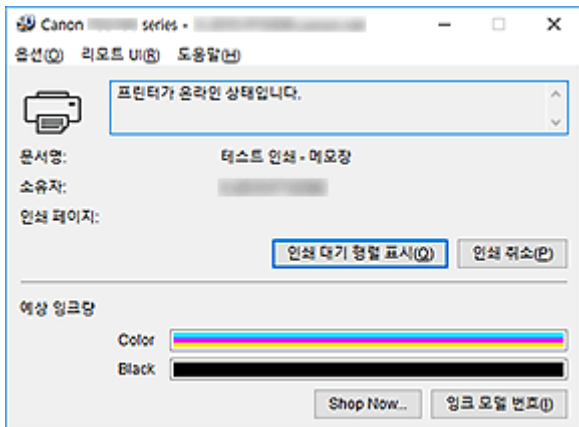 Canon series -
옵션(O) 리모트 UI(R) 도움말(H)
프린터가 온라인 상태입니다.
문서명: 테스트 인쇄 - 메모장
소유자:
인쇄 페이지:
인쇄 대기 행렬 표시(Q) 인쇄 취소(P)
예상 잉크량
Color
Black
Shop Now... 잉크 모델 번호(I)